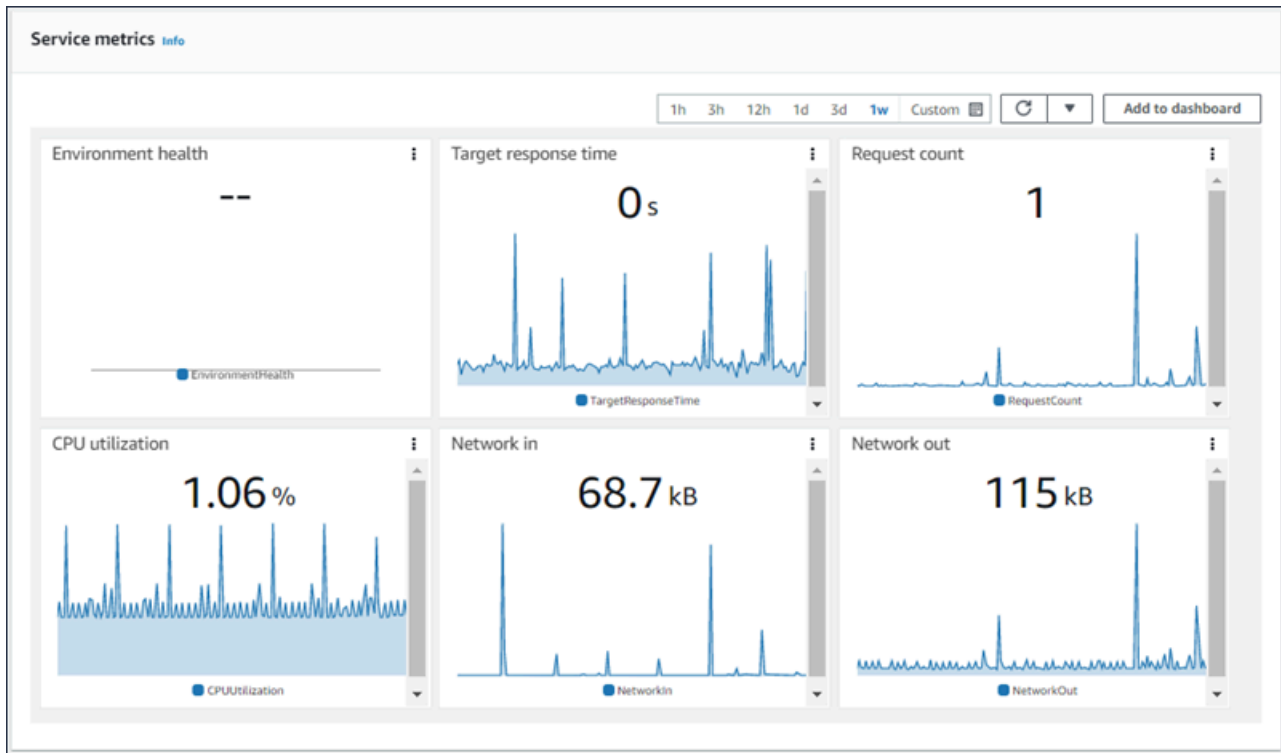 Service metrics Info
1h 3h 12h 1d 3d 1w Custom Add to dashboard
Environment health
--
EnvironmentHealth
Target response time
0 s
TargetResponseTime
Request count
1
RequestCount
CPU utilization
1.06 %
CPUUtilization
Network in
68.7 kB
NetworkIn
Network out
115 kB
NetworkOut